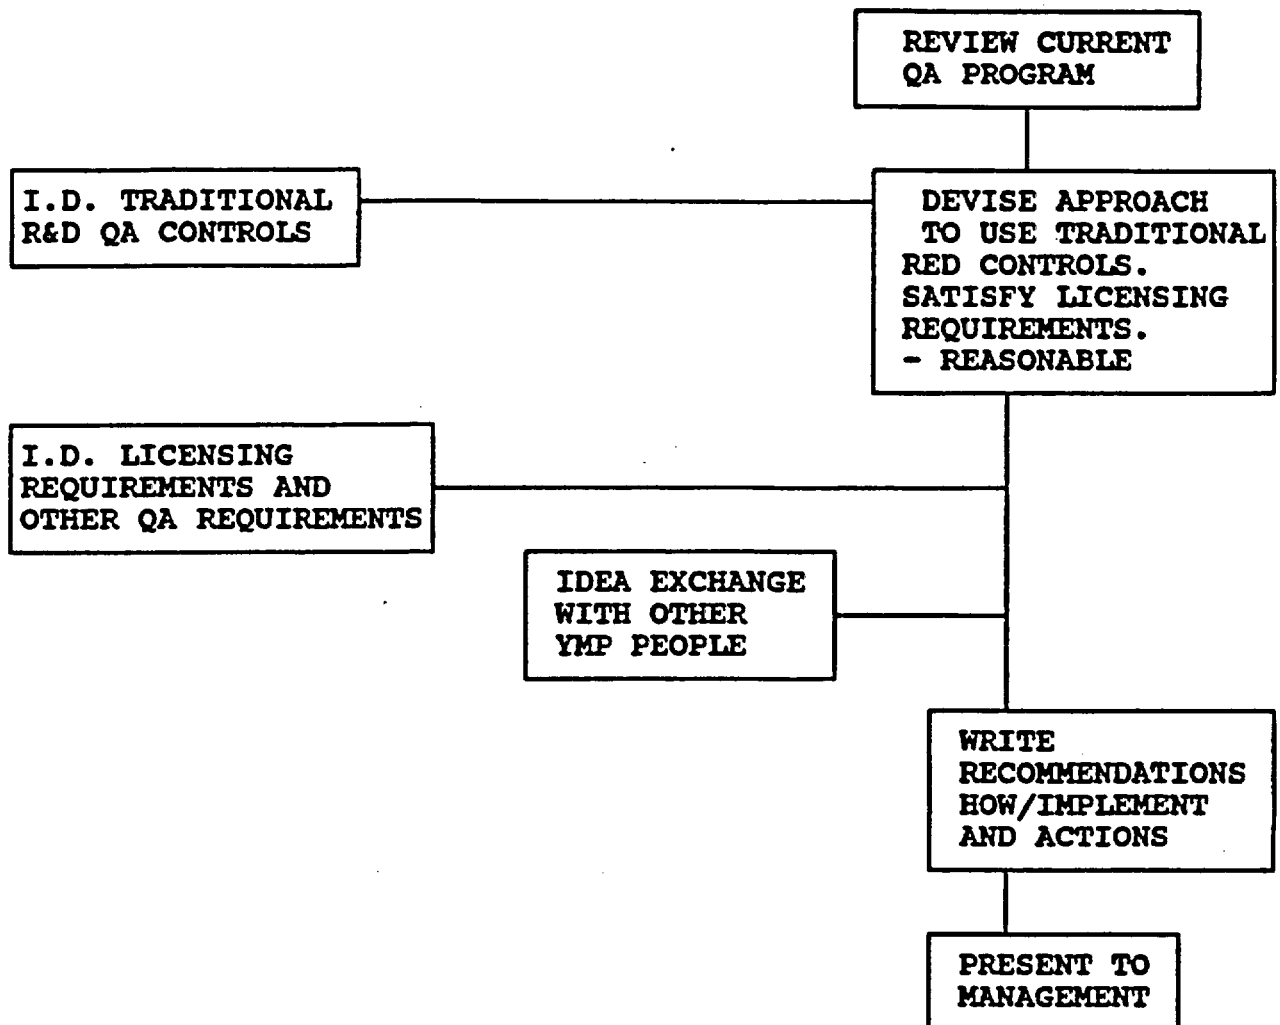 REVIEW CURRENT
QA PROGRAM
I.D. TRADITIONAL
R&D QA CONTROLS
DEVISE APPROACH
TO USE TRADITIONAL
RED CONTROLS.
SATISFY LICENSING
REQUIREMENTS.
- REASONABLE
I.D. LICENSING
REQUIREMENTS AND
OTHER QA REQUIREMENTS
IDEA EXCHANGE
WITH OTHER
YMP PEOPLE
WRITE
RECOMMENDATIONS
HOW/IMPLEMENT
AND ACTIONS
PRESENT TO
MANAGEMENT